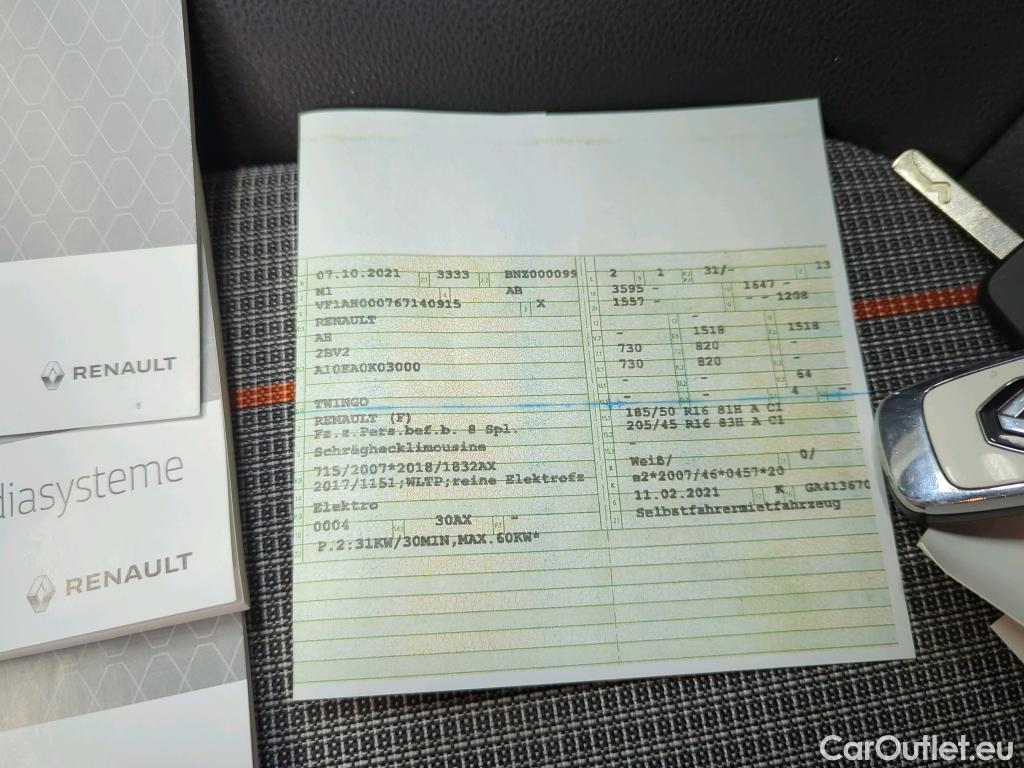 RENAULT
diasysteme
RENAULT
07.10.2021 3333 BNZ000099
M1 AB
VF1AH000767140915 X
RENAULT
AH
2BV2
A10EA0K03000
TWINGO
RENAULT (F)
Fz.z.Pers.bef.b. 8 Spl.
Schräghecklimousine
715/2007*2018/1832AX
2017/1151;WLTP;reine Elektrofz
Elektro
0004 30AX -
P.2:31KW/30MIN,MAX.60KW*
2 1 31/- 13
3595 - 1647 -
1557 - - - 1208
-
- 1518 1518
730 820 -
730 820 -
- - 64
- - 4 -
185/50 R16 81H A C1
205/45 R16 83H A C1
-
Weiß/ 0/
e2*2007/46*0457*20
11.02.2021 K GA413670
Selbstfahrermietfahrzeug
CarOutlet.eu